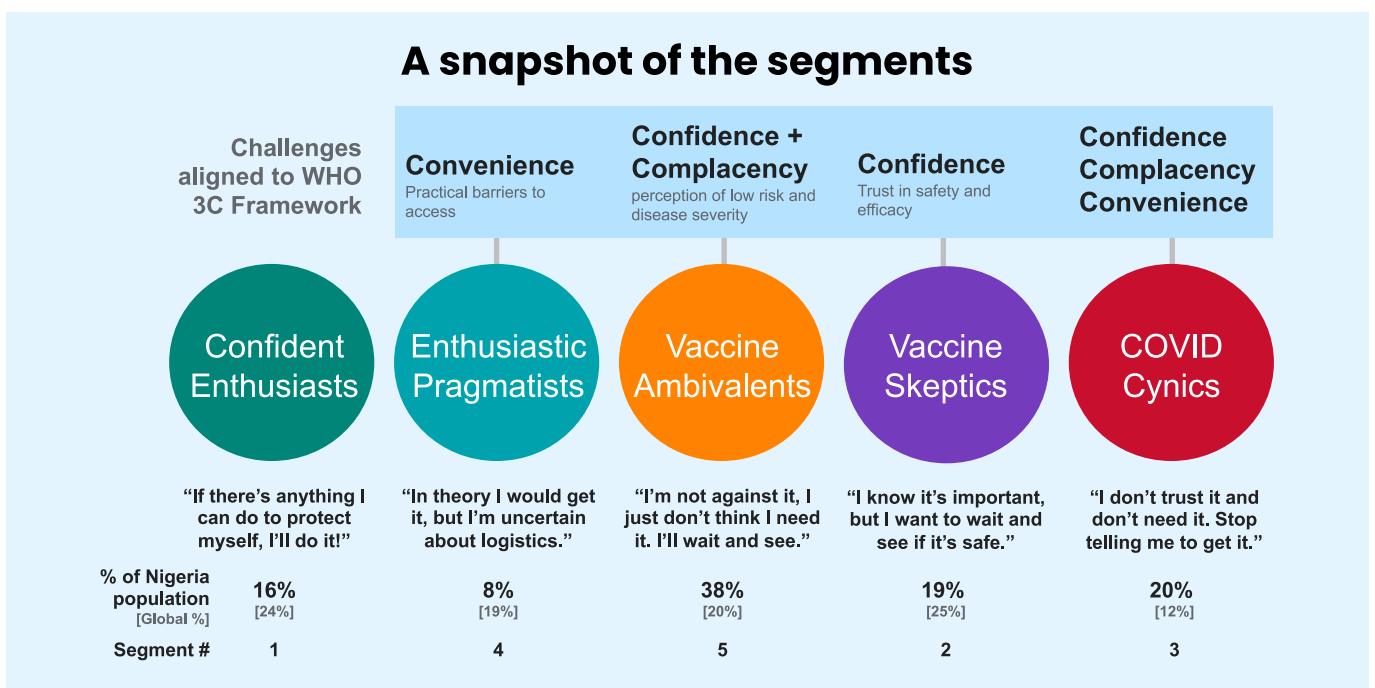 A snapshot of the segments
Challenges
aligned to WHO
3C Framework
Convenience
Practical barriers to
access
Confidence +
Complacency
perception of low risk and
disease severity
Confidence
Trust in safety and
efficacy
Confidence
Complacency
Convenience
Confident
Enthusiasts
Enthusiastic
Pragmatists
Vaccine
Ambivalents
Vaccine
Skeptics
COVID
Cynics
“If there’s anything I
can do to protect
myself, I’ll do it!”
“In theory I would get
it, but I’m uncertain
about logistics.”
“I’m not against it, I
just don’t think I need
it. I’ll wait and see.”
“I know it’s important,
but I want to wait and
see if it’s safe.”
“I don’t trust it and
don’t need it. Stop
telling me to get it.”
% of Nigeria
population
[Global %]
16%
[24%]
8%
[19%]
38%
[20%]
19%
[25%]
20%
[12%]
Segment #
1
4
5
2
3